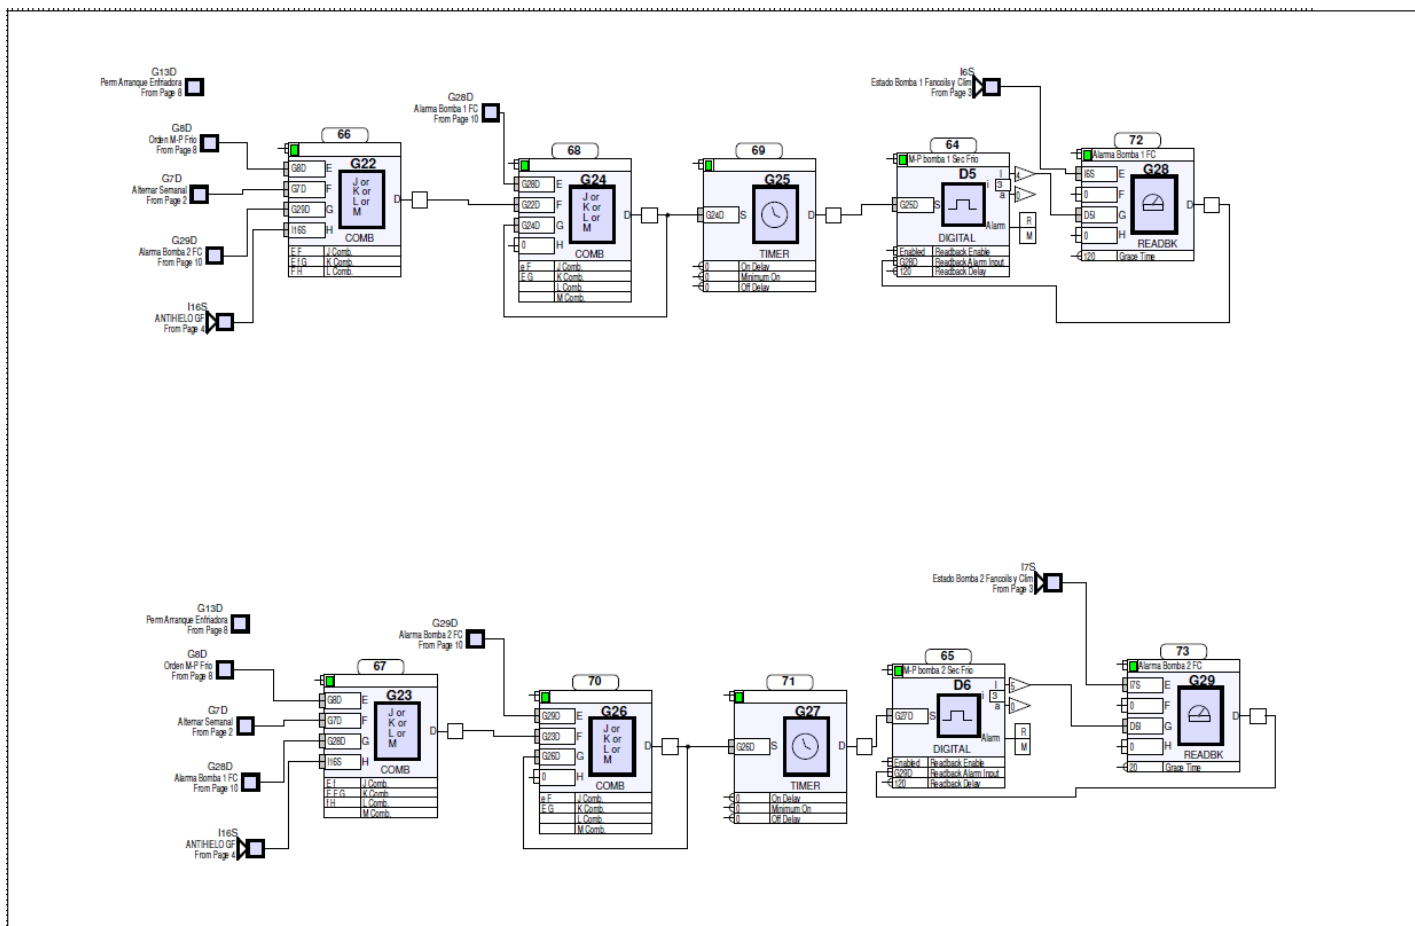 G13D
Perm Arranque Enfriadora
From Page 8
G8D
Orden M-P Frio
From Page 8
G7D
Alternar Semanal
From Page 2
G29D
Alarma Bomba 2 FC
From Page 10
I16S
ANTIHIELO GF
From Page 4
66
G22
G8D E
G7D F
G29D G
I16S H
J or
K or
L or
M
D
COMB
E F J Comb.
E f G K Comb.
F H L Comb.
G28D
Alarma Bomba 1 FC
From Page 10
68
G24
G28D E
G22D F
G24D G
0 H
J or
K or
L or
M
D
COMB
e F J Comb.
E G K Comb.
L Comb.
M Comb.
69
G25
G24D S
D
TIMER
0 On Delay
0 Minimum On
0 Off Delay
64
M-P bomba 1 Sec Frio
D5
G25D S
I 4
i 3
a 0
Alarm R
M
DIGITAL
Enabled Readback Enable
G28D Readback Alarm Input
120 Readback Delay
I6S
Estado Bomba 1 Fancoils y Clim
From Page 3
72
Alarma Bomba 1 FC
G28
I6S E
0 F
D5I G
0 H
D
READBK
120 Grace Time
G13D
Perm Arranque Enfriadora
From Page 8
G8D
Orden M-P Frio
From Page 8
G7D
Alternar Semanal
From Page 2
G28D
Alarma Bomba 1 FC
From Page 10
I16S
ANTIHIELO GF
From Page 4
67
G23
G8D E
G7D F
G28D G
I16S H
J or
K or
L or
M
D
COMB
E f J Comb.
E F G K Comb.
f H L Comb.
M Comb.
G29D
Alarma Bomba 2 FC
From Page 10
70
G26
G29D E
G23D F
G26D G
0 H
J or
K or
L or
M
D
COMB
e F J Comb.
E G K Comb.
L Comb.
M Comb.
71
G27
G26D S
D
TIMER
0 On Delay
0 Minimum On
0 Off Delay
65
M-P bomba 2 Sec Frio
D6
G27D S
I 5
i 3
a 0
Alarm R
M
DIGITAL
Enabled Readback Enable
G29D Readback Alarm Input
120 Readback Delay
I7S
Estado Bomba 2 Fancoils y Clim
From Page 3
73
Alarma Bomba 2 FC
G29
I7S E
0 F
D6I G
0 H
D
READBK
20 Grace Time